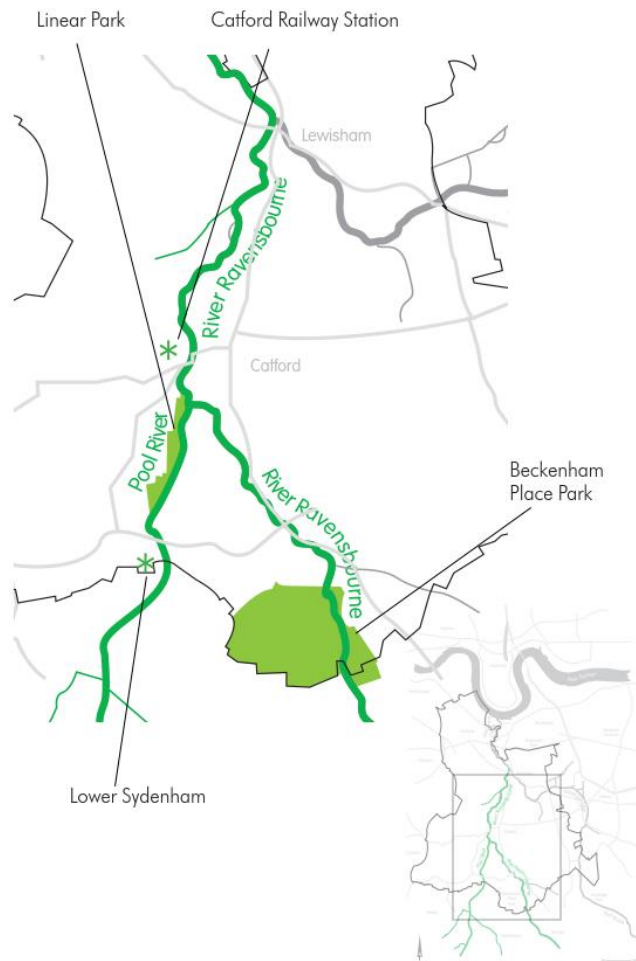 Linear Park
Catford Railway Station
Lewisham
River Ravensbourne
Catford
Pool River
River Ravensbourne
Beckenham
Place Park
Lower Sydenham